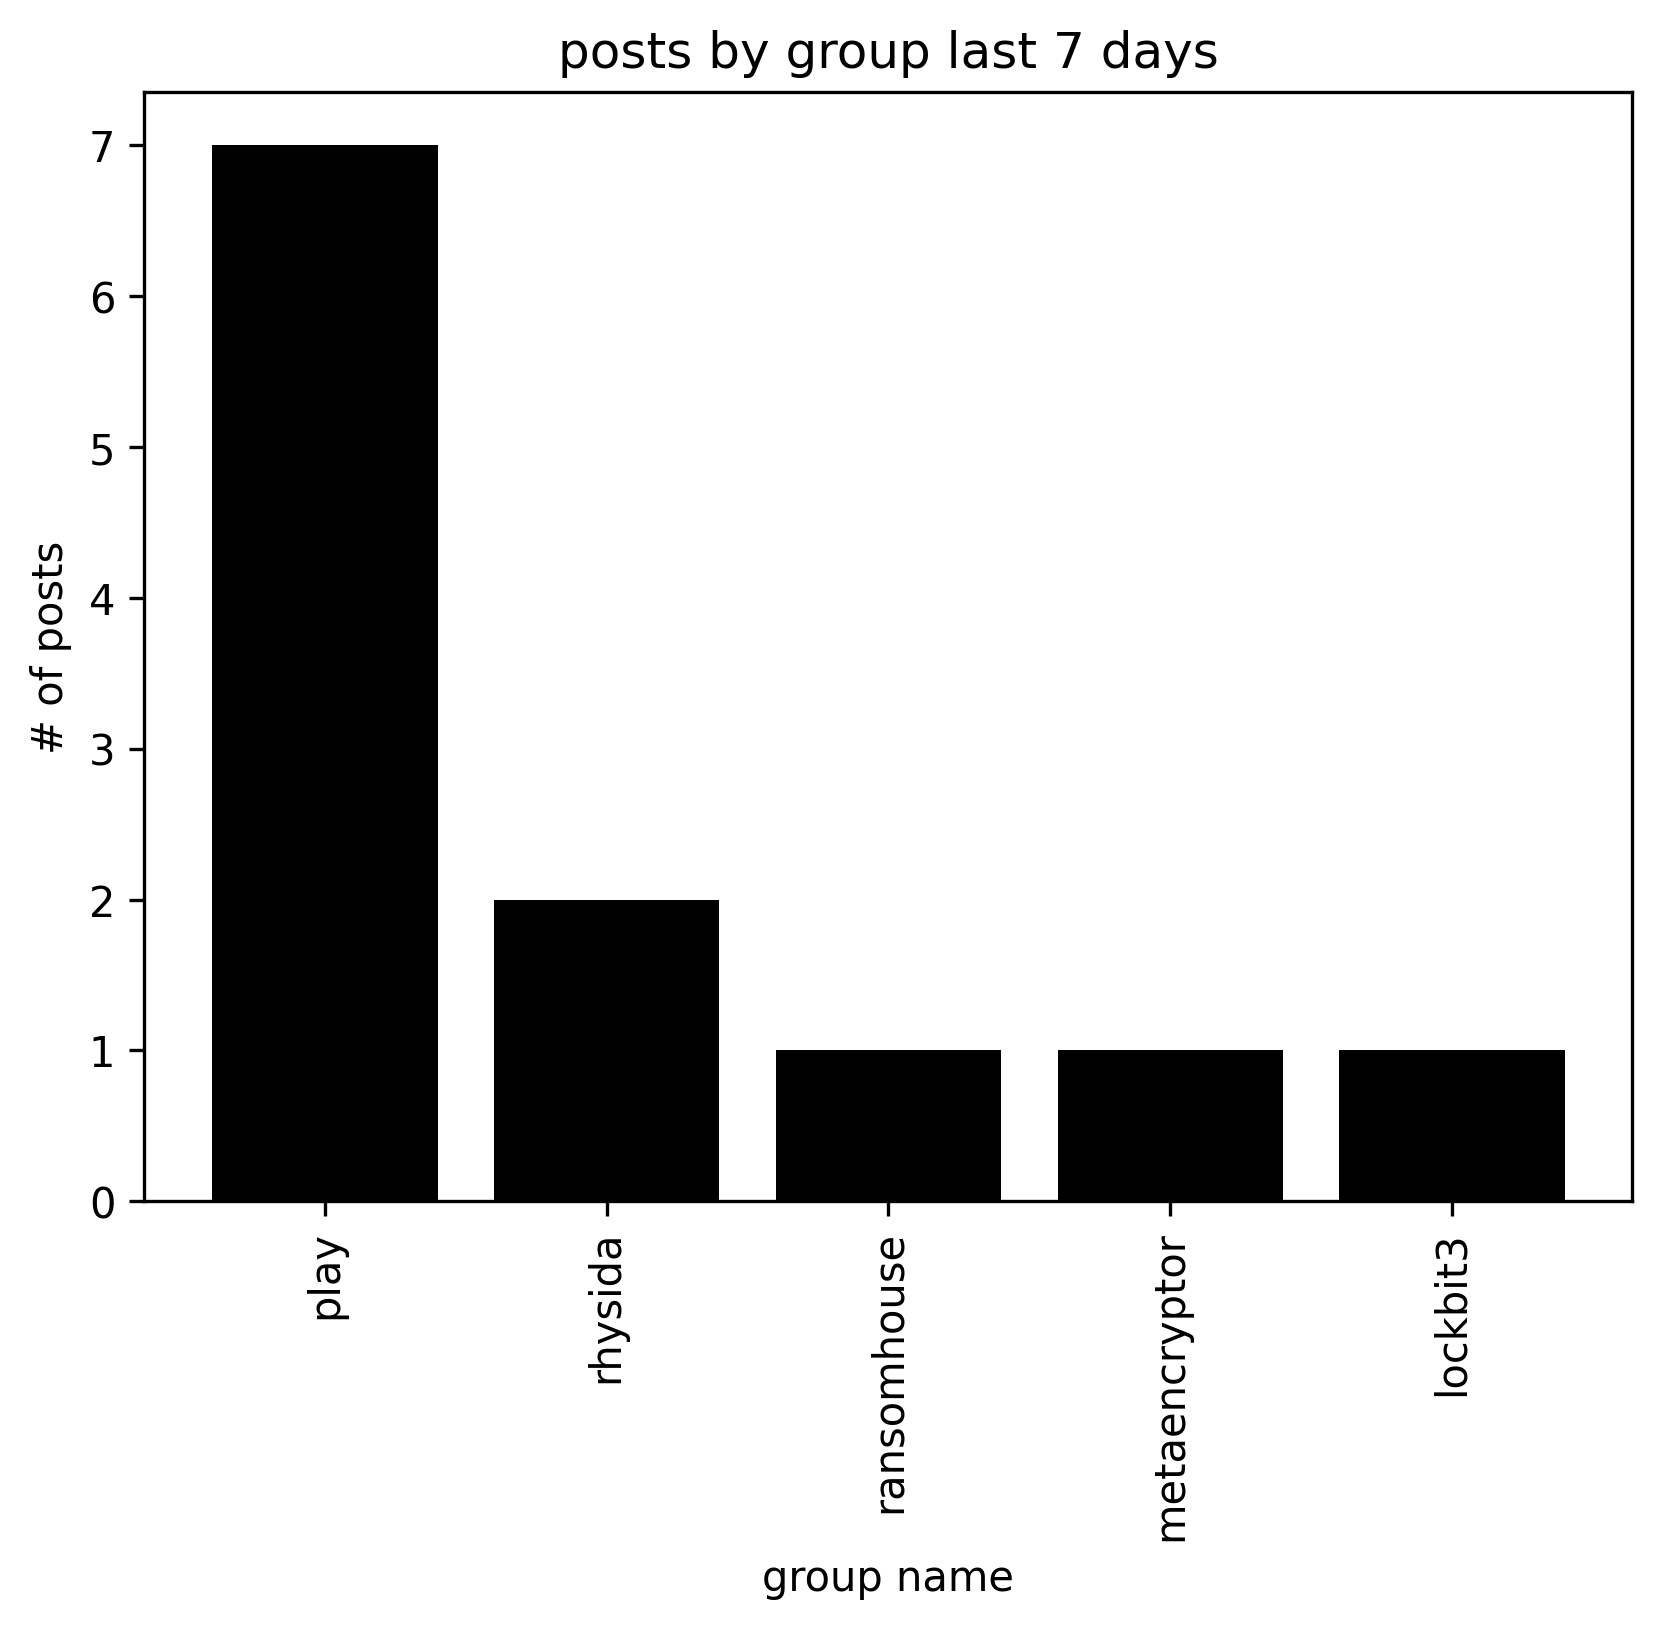 posts by group last 7 days
# of posts
7
6
5
4
3
2
1
0
play
rhysida
ransomhouse
metaencryptor
lockbit3
group name